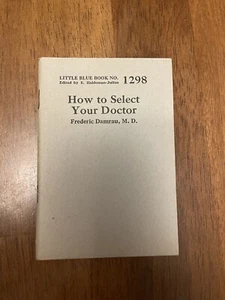 LITTLE BLUE BOOK NO. 1298
Edited by E. Haldeman-Julius
How to Select
Your Doctor
Frederic Damrau, M. D.